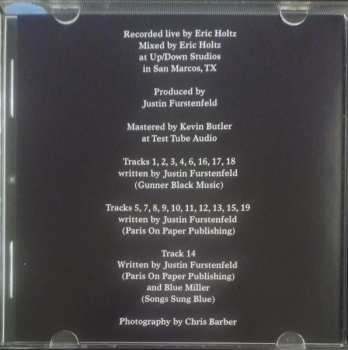 Recorded live by Eric Holtz
Mixed by Eric Holtz
at Up/Down Studios
in San Marcos, TX
Produced by
Justin Furstenfeld
Mastered by Kevin Butler
at Test Tube Audio
Tracks 1, 2, 3, 4, 6, 16, 17, 18
written by Justin Furstenfeld
(Gunner Black Music)
Tracks 5, 7, 8, 9, 10, 11, 12, 13, 15, 19
written by Justin Furstenfeld
(Paris On Paper Publishing)
Track 14
Written by Justin Furstenfeld
(Paris On Paper Publishing)
and Blue Miller
(Songs Sung Blue)
Photography by Chris Barber